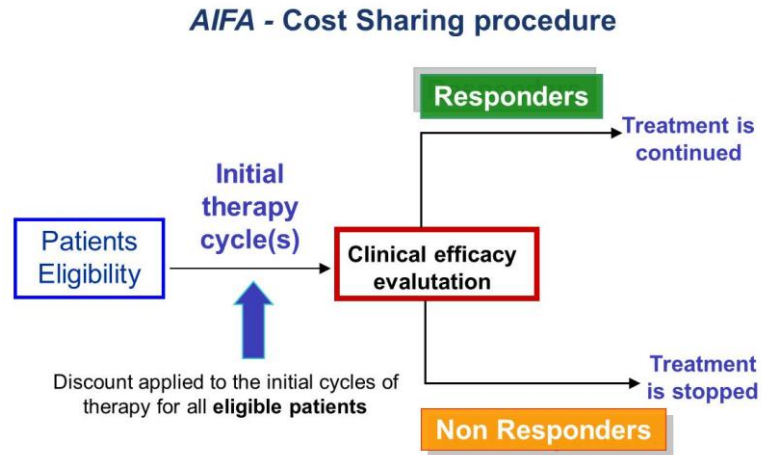 AIFA - Cost Sharing procedure
Responders
Treatment is
continued
Initial
therapy
cycle(s)
Patients
Eligibility
Clinical efficacy
evalutation
Discount applied to the initial cycles of
therapy for all eligible patients
Treatment
is stopped
Non Responders